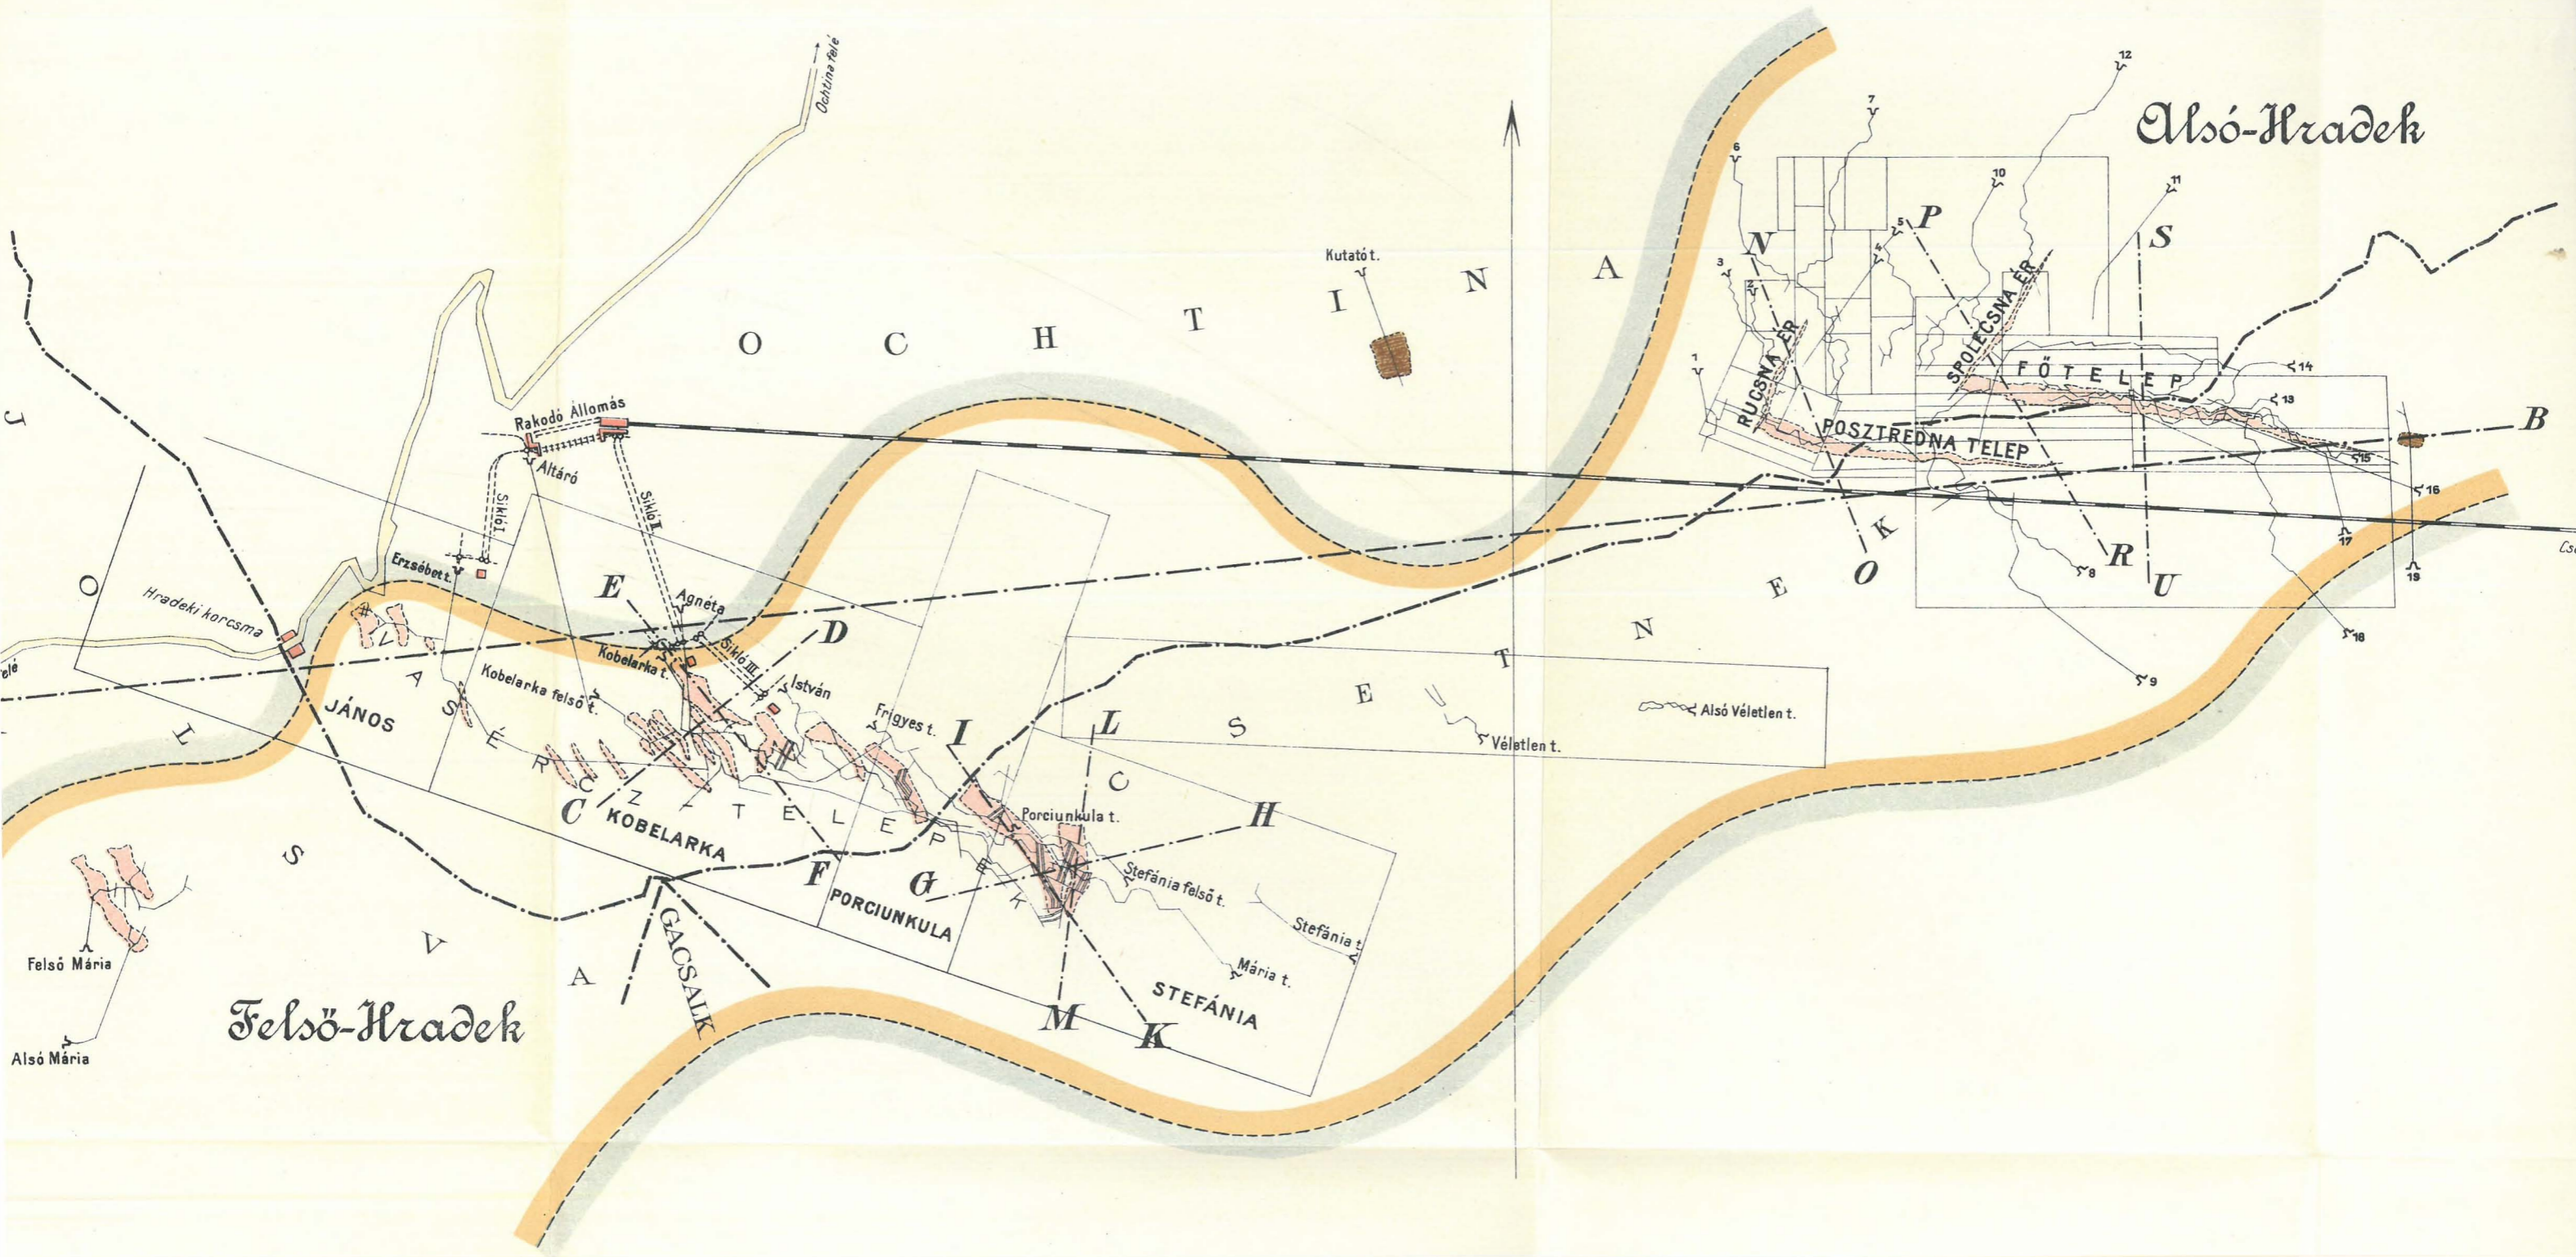 Ochtina felé
Alsó-Hradek
O C H T I N A
Kutató t.
Rakodó Állomás
Altáró
Sikló I.
Sikló II.
Erzsébet t.
Hradeki korcsma
elé
J O L S V A
Agnéta
Kobelarka t.
Sikló III.
István
Kobelarka felső t.
Frigyes t.
JÁNOS
V A S É R C Z T E L E P E K
KOBELARKA
PORCIUNKULA
Porciunkula t.
Stefánia felső t.
Stefánia t.
Mária t.
STEFÁNIA
GACSALK
C S E T N E K
Véletlen t.
Alsó Véletlen t.
Felső Mária
Alsó Mária
Felső-Hradek
E
D
C
F
I
L
G
H
M
K
N
O
P
R
S
U
B
RUCSNA ÉR
SPOLECSNA ÉR
FŐTELEP
POSZTREDNA TELEP
1
2
3
4
5
6
7
8
9
10
11
12
13
14
15
16
17
18
19